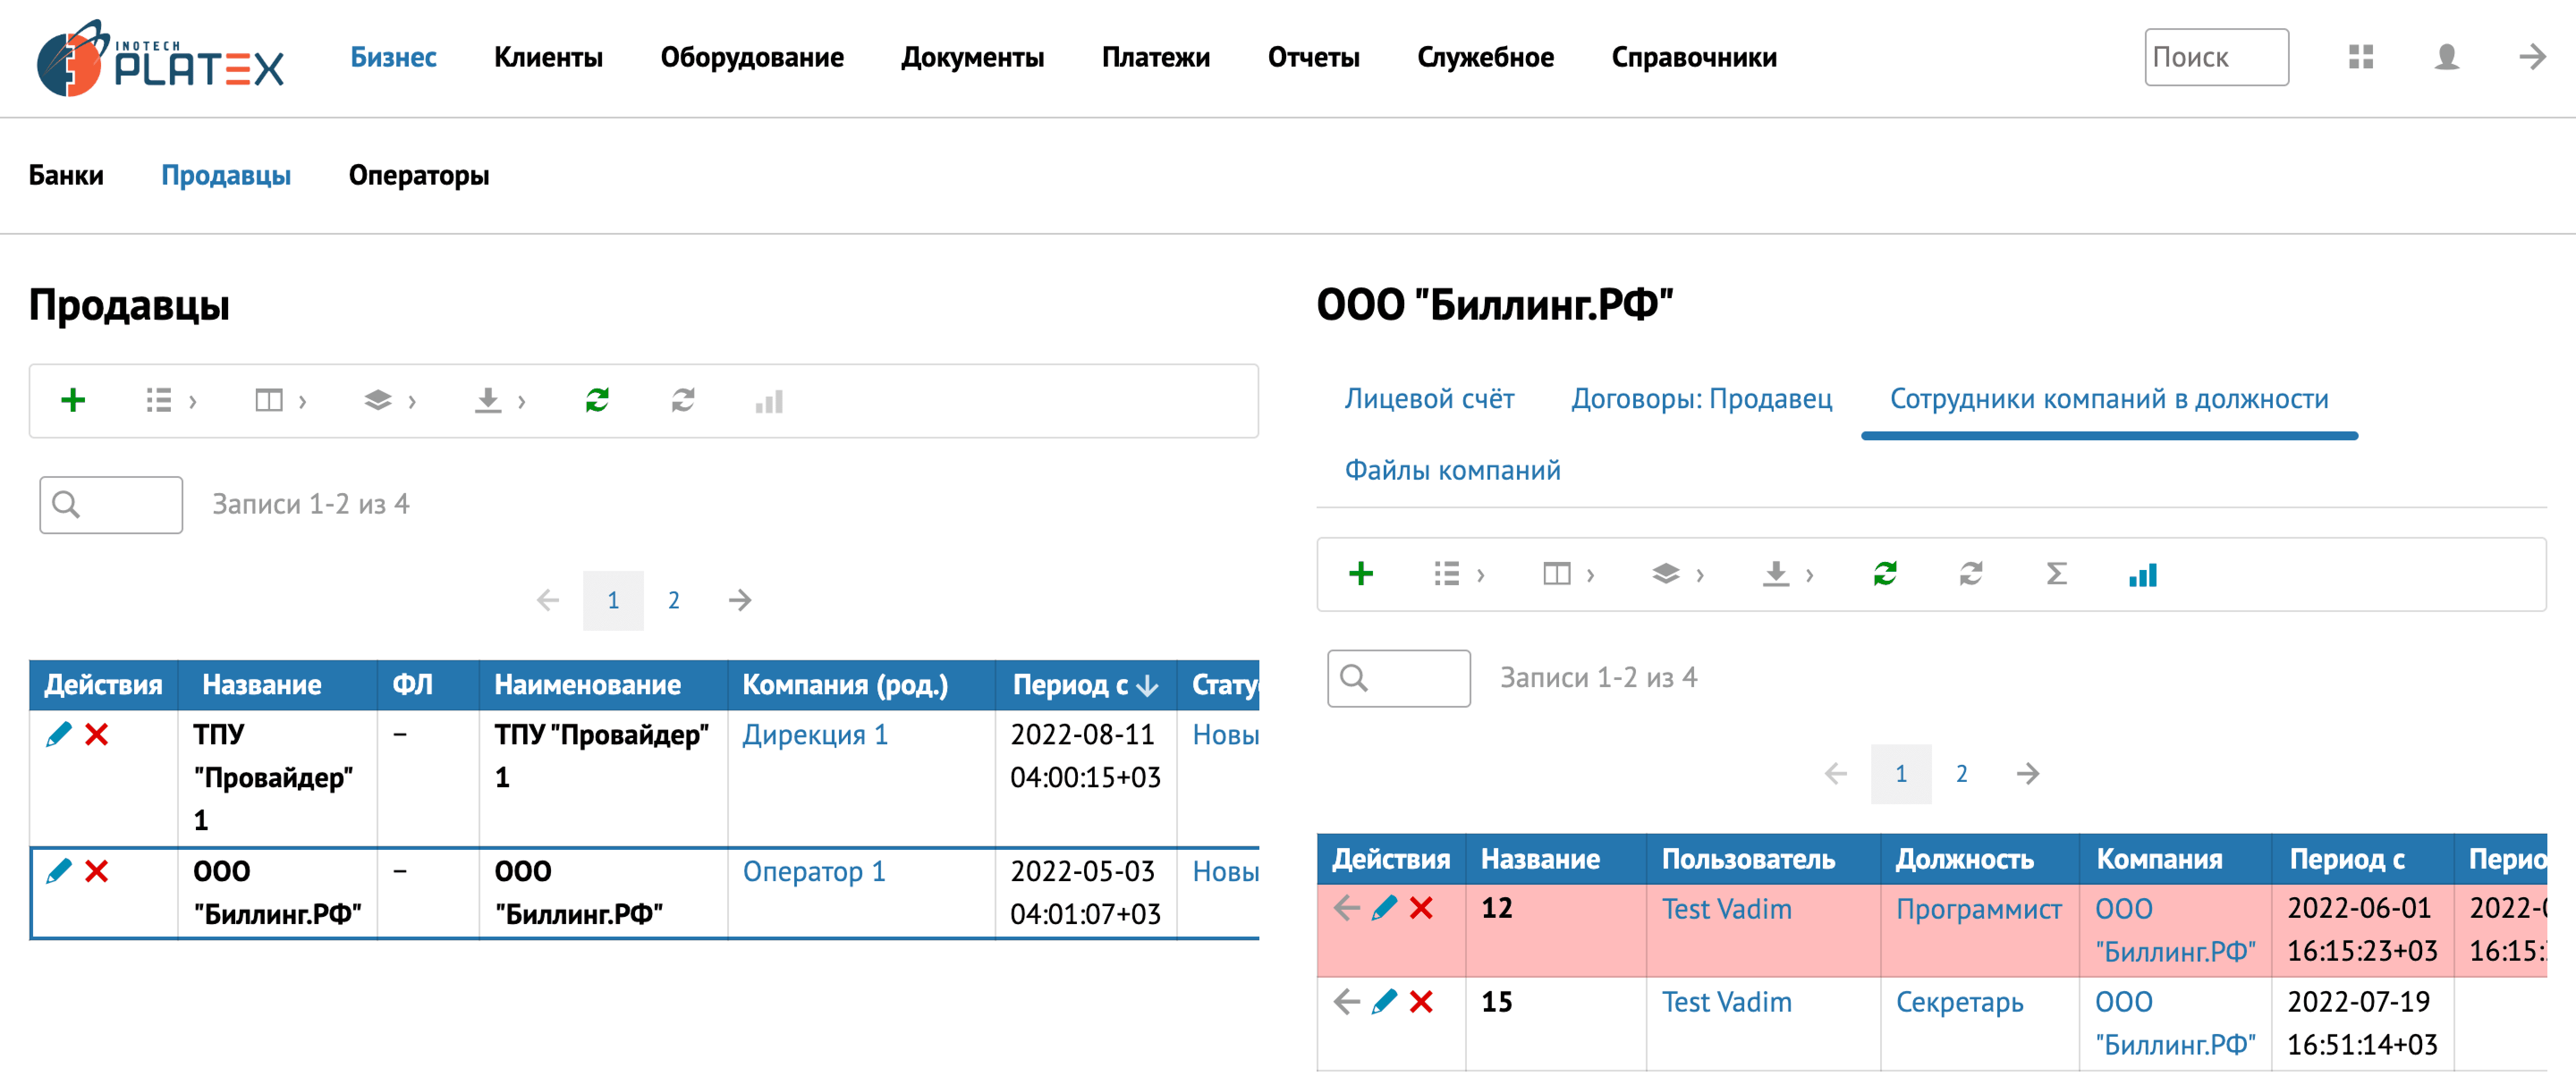 INOTECH
PLATEX
Бизнес Клиенты Оборудование Документы Платежи Отчеты Служебное Справочники Поиск
Банки Продавцы Операторы
Продавцы
Записи 1-2 из 4
1 2
Действия Название ФЛ Наименование Компания (род.) Период с Стату
ТПУ – ТПУ "Провайдер" Дирекция 1 2022-08-11 Новы
"Провайдер" 1 04:00:15+03
1
ООО – ООО Оператор 1 2022-05-03 Новы
"Биллинг.РФ" "Биллинг.РФ" 04:01:07+03
ООО "Биллинг.РФ"
Лицевой счёт Договоры: Продавец Сотрудники компаний в должности
Файлы компаний
Σ
Записи 1-2 из 4
1 2
Действия Название Пользователь Должность Компания Период с Перио
12 Test Vadim Программист ООО 2022-06-01 2022-
"Биллинг.РФ" 16:15:23+03 16:15:
15 Test Vadim Секретарь ООО 2022-07-19
"Биллинг.РФ" 16:51:14+03